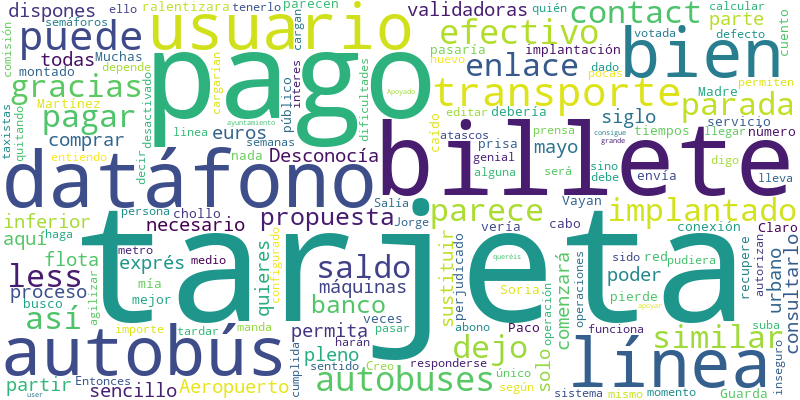 dispones
ello
ralentizara
tenerlo
parecen
validadoras
contact
quién
calcular
comisión
semáforos
usuario
cargan
efectivo
parte
votada
defecto
cuento
puede
todas
Muchas
depende
pasaría
implantación
bien
montado
cargarían
pago
público
interes
enlace
nuevo
dado
pocas
permiten
gracias
Martínez
desactivado
dificultades
Apoyado
transporte
Madre
parada
taxistas
quitando
pagar
linea
ayuntamiento
euros
caído
editar
debería
siglo
tiempos
llegar
número
servicio
comprar
decir
nada
semanas
atascos
prensa
consigue
entiendo
Desconocía
prisa
genial
grande
mayo
alguna
será
sino
debe
digo
lleva
datáfono
billete
envía
Vayan
inferior
persona
chollo
propuesta
Salía
Jorge
parece
implantado
aquí
haga
necesario
vería
cabo
conexión
Claro
flota
metro
medio
exprés
quieres
saldo
tarjeta
queréis
sustituir
perjudicado
sido
red
pudiera
recupere
autorizan
urbano
consultarlo
less
mía
configurado
máquinas
poder
proceso
busco
mejor
agilizar
banco
Soria
operación
operaciones
comenzará
pierde
así
importe
veces
abono
Paco
funciona
similar
suba
inseguro
autobús
tardar
manda
permita
pasar
apoyar
línea
harán
responderse
dejo
solo
Entonces
pleno
sentido
Creo
único
sistema
mismo
momento
partir
sencillo
Aeropuerto
cumplida
autobuses
según
Guarda
user